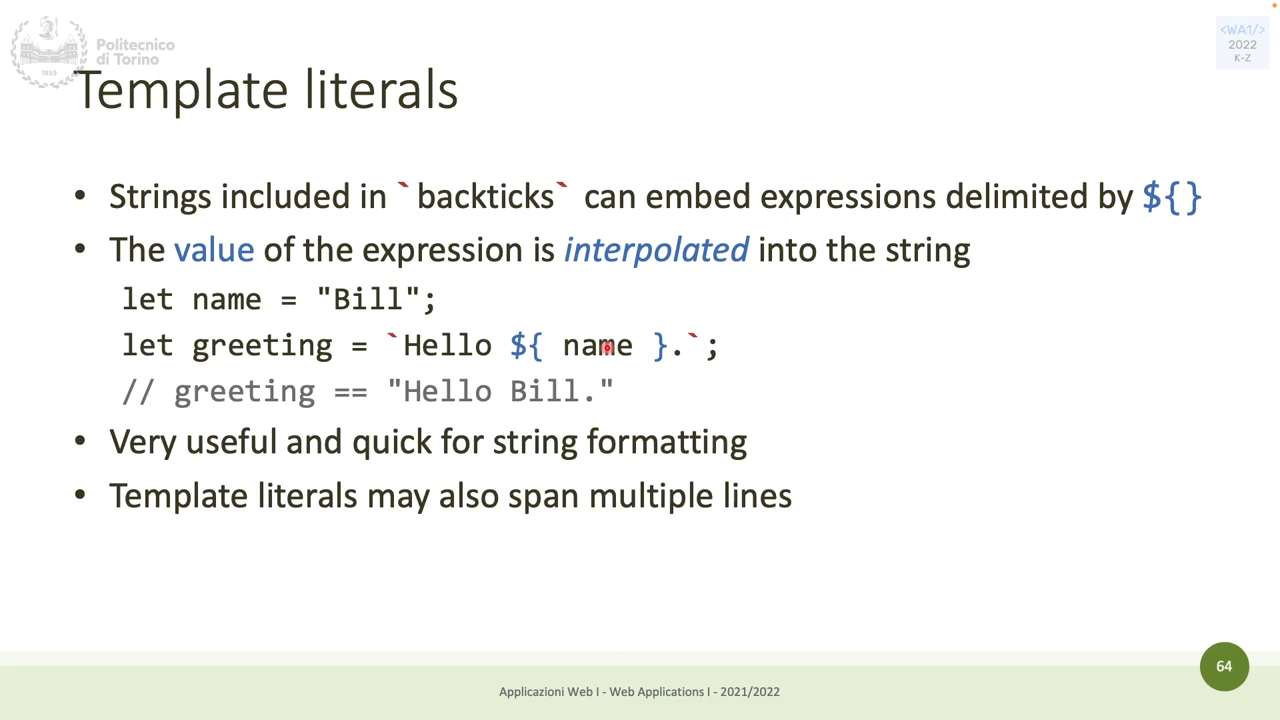 Politecnico
di Torino
1859
<WA1/>
2022
K-Z
Template literals
• Strings included in `backticks` can embed expressions delimited by ${}
• The value of the expression is interpolated into the string
let name = "Bill";
let greeting = `Hello ${ name }.`;
// greeting == "Hello Bill."
• Very useful and quick for string formatting
• Template literals may also span multiple lines
64
Applicazioni Web I - Web Applications I - 2021/2022